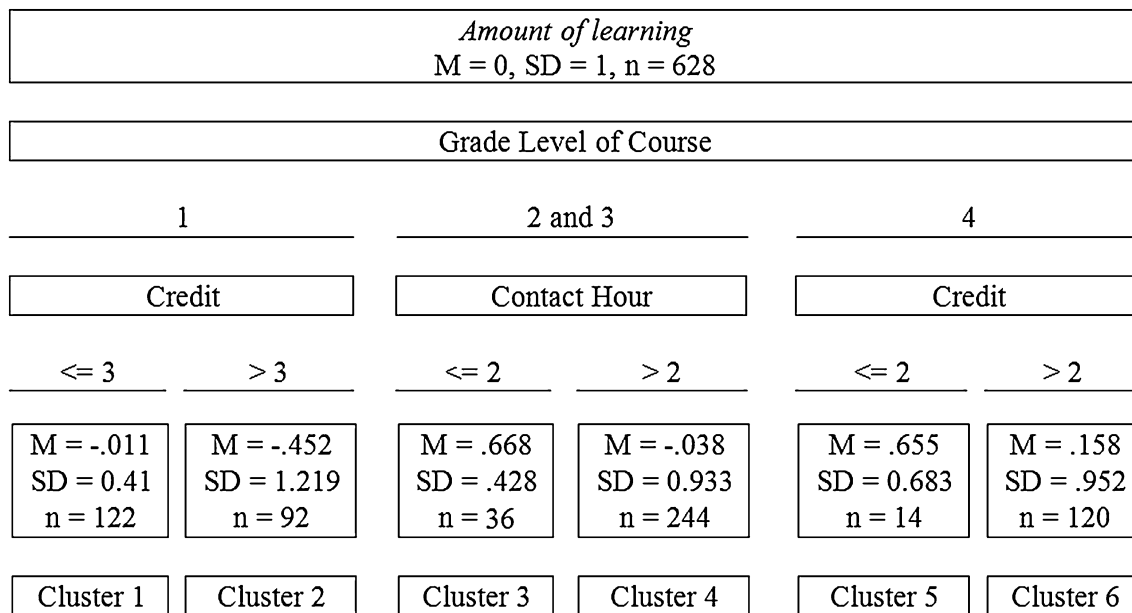 Amount of learning
M = 0, SD = 1, n = 628
Grade Level of Course
1
2 and 3
4
Credit
Contact Hour
Credit
<= 3
> 3
<= 2
> 2
<= 2
> 2
M = -.011
SD = 0.41
n = 122
M = -.452
SD = 1.219
n = 92
M = .668
SD = .428
n = 36
M = -.038
SD = 0.933
n = 244
M = .655
SD = 0.683
n = 14
M = .158
SD = .952
n = 120
Cluster 1
Cluster 2
Cluster 3
Cluster 4
Cluster 5
Cluster 6